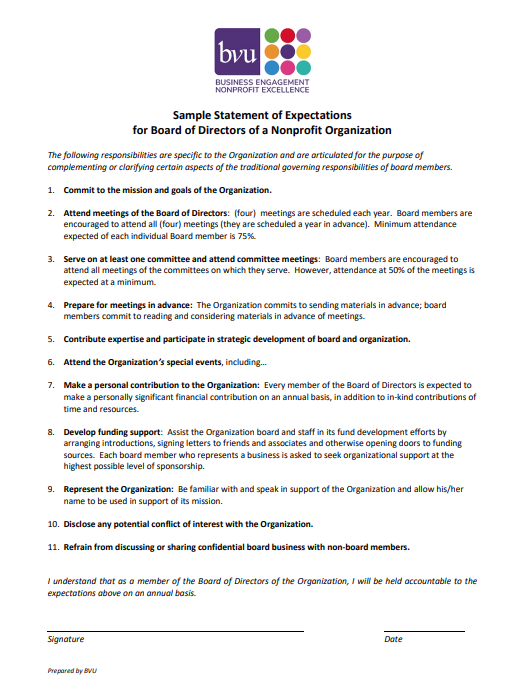 bvu
BUSINESS ENGAGEMENT
NONPROFIT EXCELLENCE
Sample Statement of Expectations
for Board of Directors of a Nonprofit Organization
The following responsibilities are specific to the Organization and are articulated for the purpose of
complementing or clarifying certain aspects of the traditional governing responsibilities of board members.
1. Commit to the mission and goals of the Organization.
2. Attend meetings of the Board of Directors: (four) meetings are scheduled each year. Board members are
encouraged to attend all (four) meetings (they are scheduled a year in advance). Minimum attendance
expected of each individual Board member is 75%.
3. Serve on at least one committee and attend committee meetings: Board members are encouraged to
attend all meetings of the committees on which they serve. However, attendance at 50% of the meetings is
expected at a minimum.
4. Prepare for meetings in advance: The Organization commits to sending materials in advance; board
members commit to reading and considering materials in advance of meetings.
5. Contribute expertise and participate in strategic development of board and organization.
6. Attend the Organization's special events, including…
7. Make a personal contribution to the Organization: Every member of the Board of Directors is expected to
make a personally significant financial contribution on an annual basis, in addition to in-kind contributions of
time and resources.
8. Develop funding support: Assist the Organization board and staff in its fund development efforts by
arranging introductions, signing letters to friends and associates and otherwise opening doors to funding
sources. Each board member who represents a business is asked to seek organizational support at the
highest possible level of sponsorship.
9. Represent the Organization: Be familiar with and speak in support of the Organization and allow his/her
name to be used in support of its mission.
10. Disclose any potential conflict of interest with the Organization.
11. Refrain from discussing or sharing confidential board business with non-board members.
I understand that as a member of the Board of Directors of the Organization, I will be held accountable to the
expectations above on an annual basis.
Signature Date
Prepared by BVU